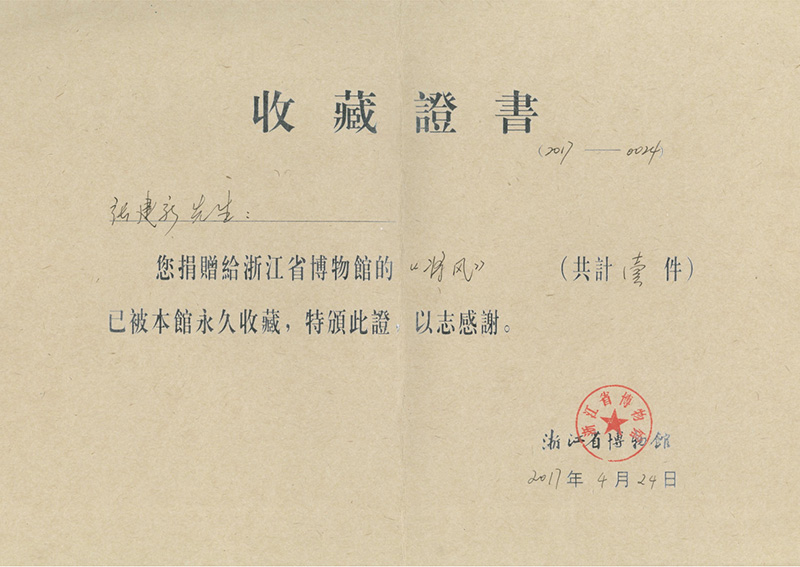 收藏證書
(2017 —— 0024)
张建新先生：
您捐贈給浙江省博物館的《将风》（共計壹件）
已被本館永久收藏，特頒此證，以志感謝。
浙江省博物館
浙江省博物館
2017年4月24日